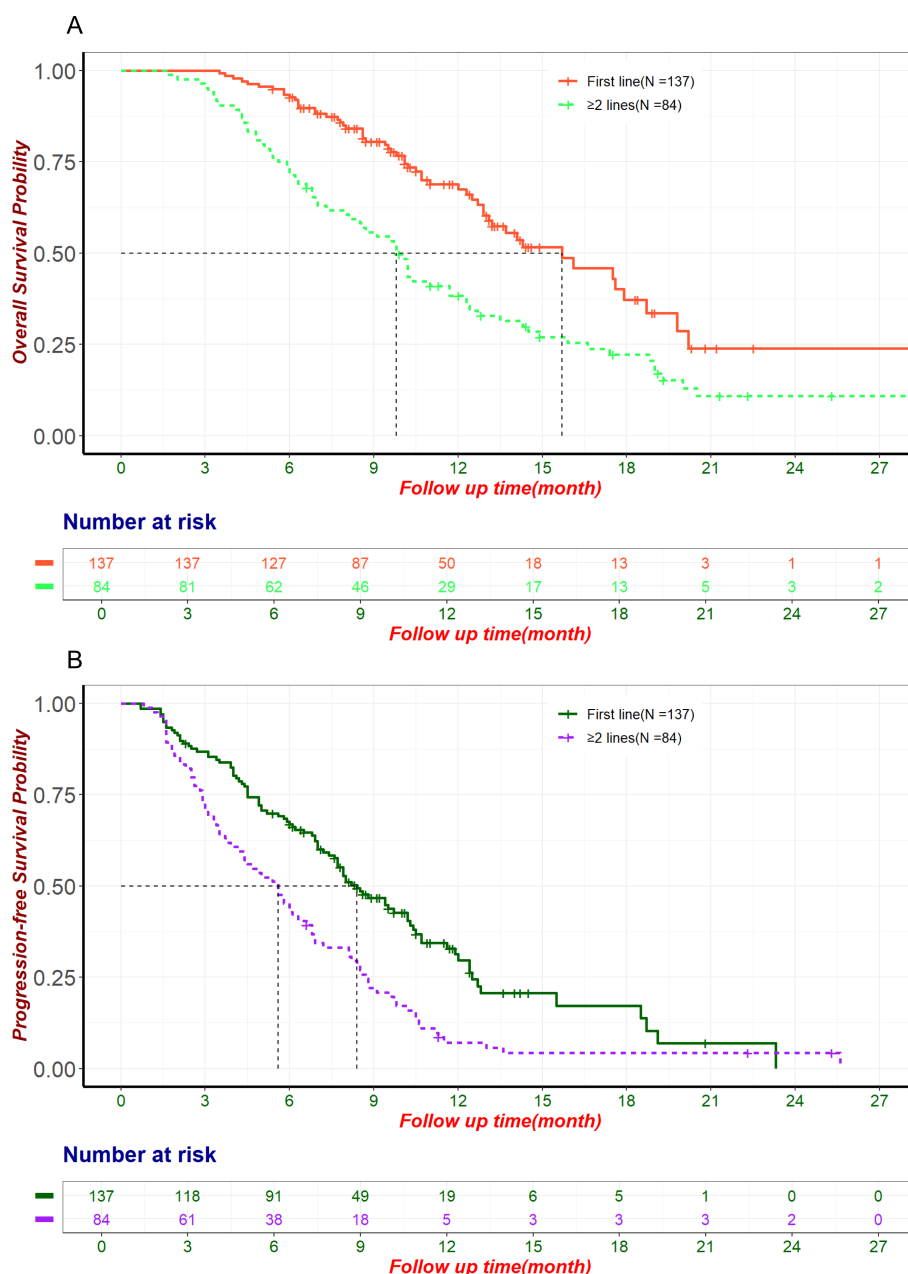 A
Overall Survival Probility
1.00
0.75
0.50
0.25
0.00
First line(N =137)
≥2 lines(N =84)
0 3 6 9 12 15 18 21 24 27
Follow up time(month)
Number at risk
137 137 127 87 50 18 13 3 1 1
84 81 62 46 29 17 13 5 3 2
0 3 6 9 12 15 18 21 24 27
Follow up time(month)
B
Progression-free Survival Probility
1.00
0.75
0.50
0.25
0.00
First line(N =137)
≥2 lines(N =84)
0 3 6 9 12 15 18 21 24 27
Follow up time(month)
Number at risk
137 118 91 49 19 6 5 1 0 0
84 61 38 18 5 3 3 3 2 0
0 3 6 9 12 15 18 21 24 27
Follow up time(month)